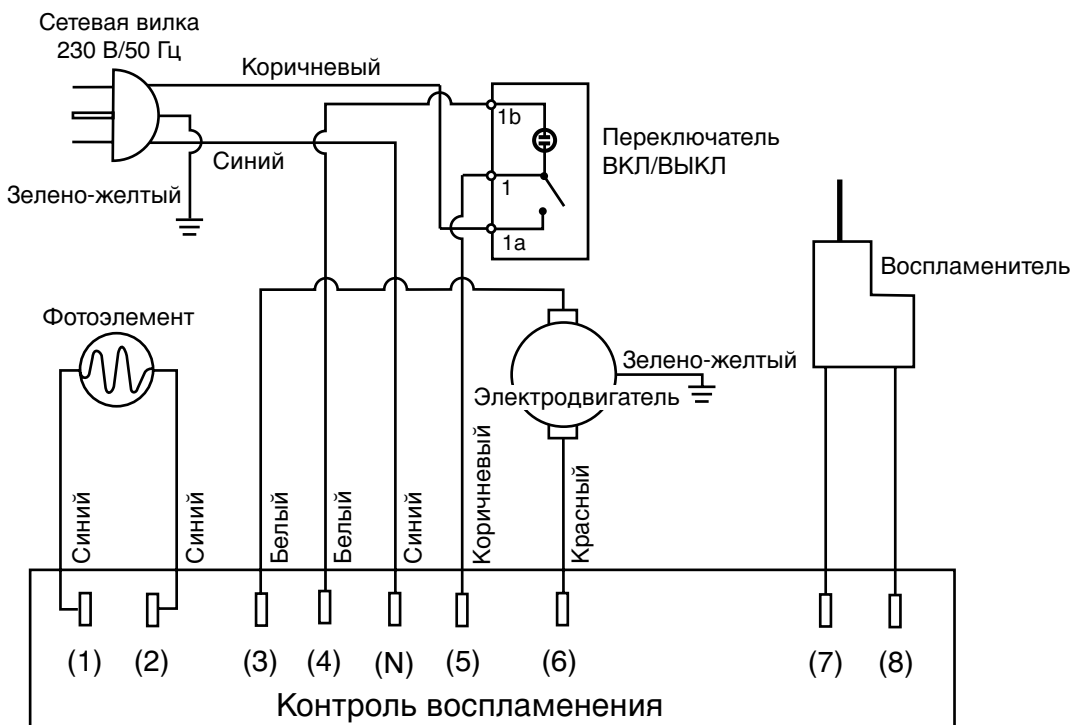 Сетевая вилка
230 В/50 Гц
Коричневый
1b
Переключатель
ВКЛ/ВЫКЛ
Синий
1
Зелено-желтый
1a
Воспламенитель
Фотоэлемент
Зелено-желтый
Электродвигатель
Синий
Синий
Белый
Белый
Синий
Коричневый
Красный
(1) (2) (3) (4) (N) (5) (6) (7) (8)
Контроль воспламенения